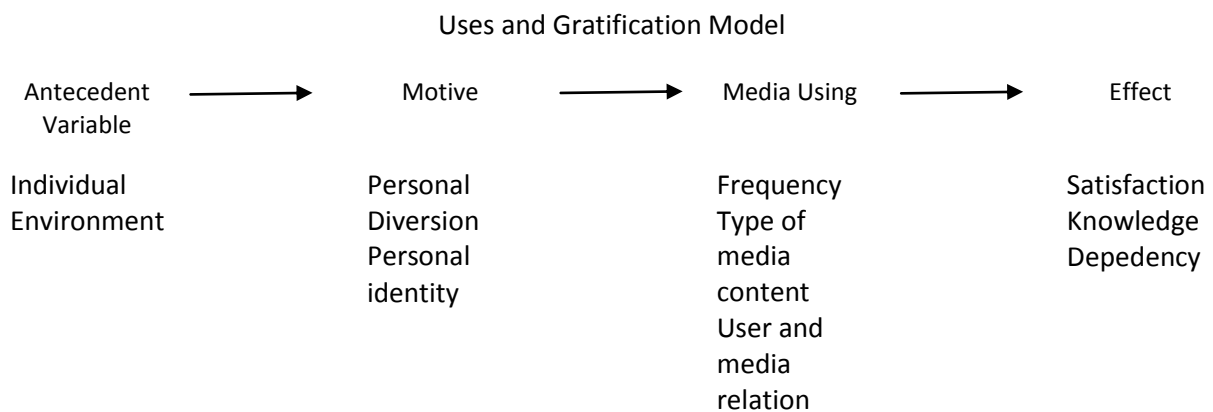 Uses and Gratification Model
Antecedent
Variable
Motive
Media Using
Effect
Individual
Environment
Personal
Diversion
Personal
identity
Frequency
Type of
media
content
User and
media
relation
Satisfaction
Knowledge
Depedency